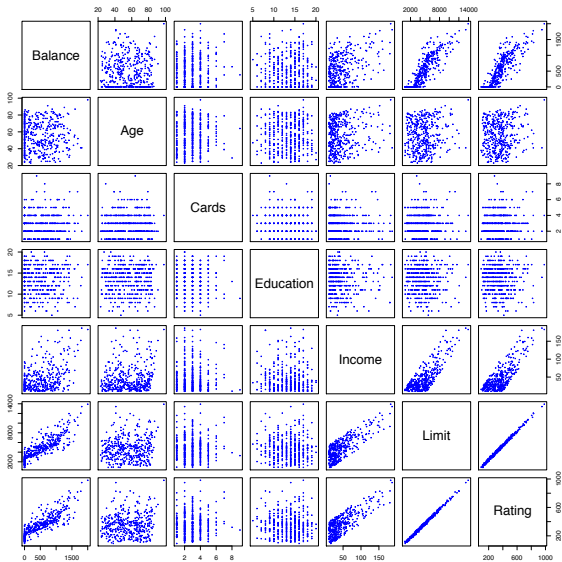 20 40 60 80 100
5 10 15 20
2000 8000 14000
Balance
0 500 1500
Age
20 40 60 80 100
Cards
2 4 6 8
Education
5 10 15 20
Income
50 100 150
Limit
2000 8000 14000
Rating
200 600 1000
0 500 1500
2 4 6 8
50 100 150
200 600 1000